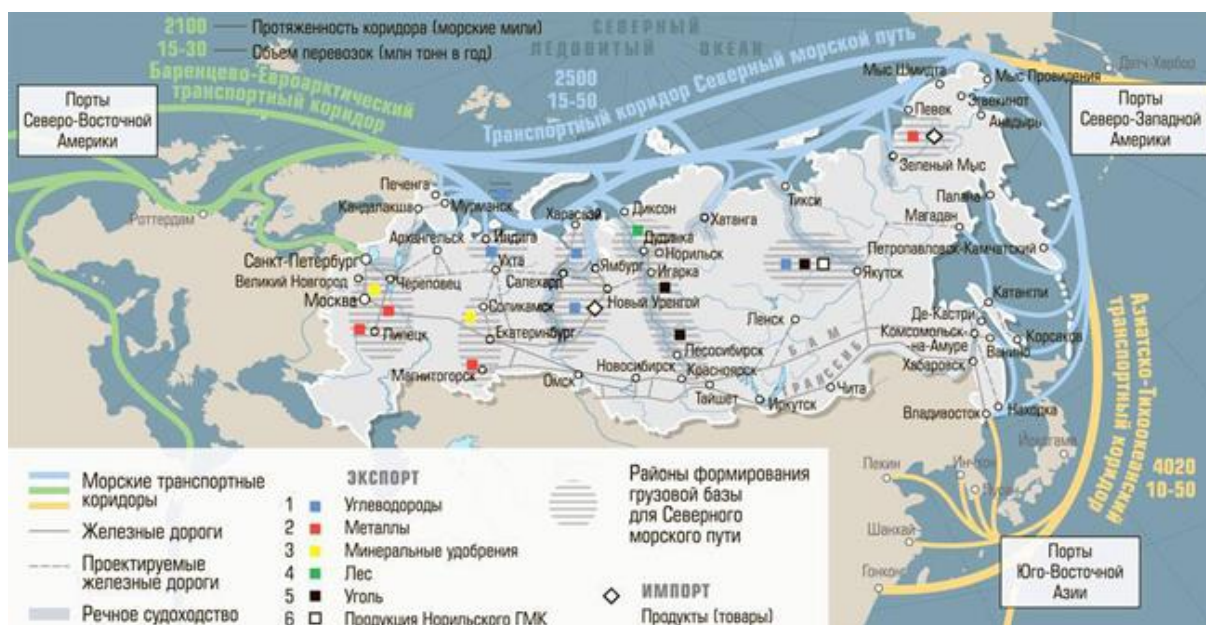 2100 — Протяженность коридора (морские мили)
15-30 — Объем перевозок (млн тонн в год)
СЕВЕРНЫЙ
ЛЕДОВИТЫЙ ОКЕАН
Баренцево-Евроарктический
транспортный коридор
2500
15-50
Транспортный коридор Северный морской путь
Порты
Северо-Восточной
Америки
Порты
Северо-Западной
Америки
Датч-Харбор
Мыс Шмидта
Мыс Провидения
Певек
Эгвекинот
Анадырь
Зеленый Мыс
Роттердам
Печенга
Кандалакша
Мурманск
Архангельск
Индига
Харасавэй
Диксон
Хатанга
Тикси
Палана
Магадан
Петропавловск-Камчатский
Санкт-Петербург
Великий Новгород
Череповец
Москва
Липецк
Ухта
Салехард
Ямбург
Дудинка
Норильск
Игарка
Новый Уренгой
Якутск
Соликамск
Екатеринбург
Магнитогорск
Омск
Новосибирск
Лесосибирск
Красноярск
Тайшет
Иркутск
Ленск
БАМ
ТРАНССИБ
Чита
Катангли
Де-Кастри
Комсомольск-
на-Амуре
Ванино
Корсаков
Хабаровск
Владивосток
Находка
Азиатско-Тихоокеанский
транспортный коридор
4020
10-50
Пекин
Инчхон
Шанхай
Гонконг
Порты
Юго-Восточной
Азии
Морские транспортные
коридоры
Железные дороги
Проектируемые
железные дороги
Речное судоходство
ЭКСПОРТ
1 Углеводороды
2 Металлы
3 Минеральные удобрения
4 Лес
5 Уголь
6 Продукция Норильского ГМК
Районы формирования
грузовой базы
для Северного
морского пути
ИМПОРТ
Продукты (товары)